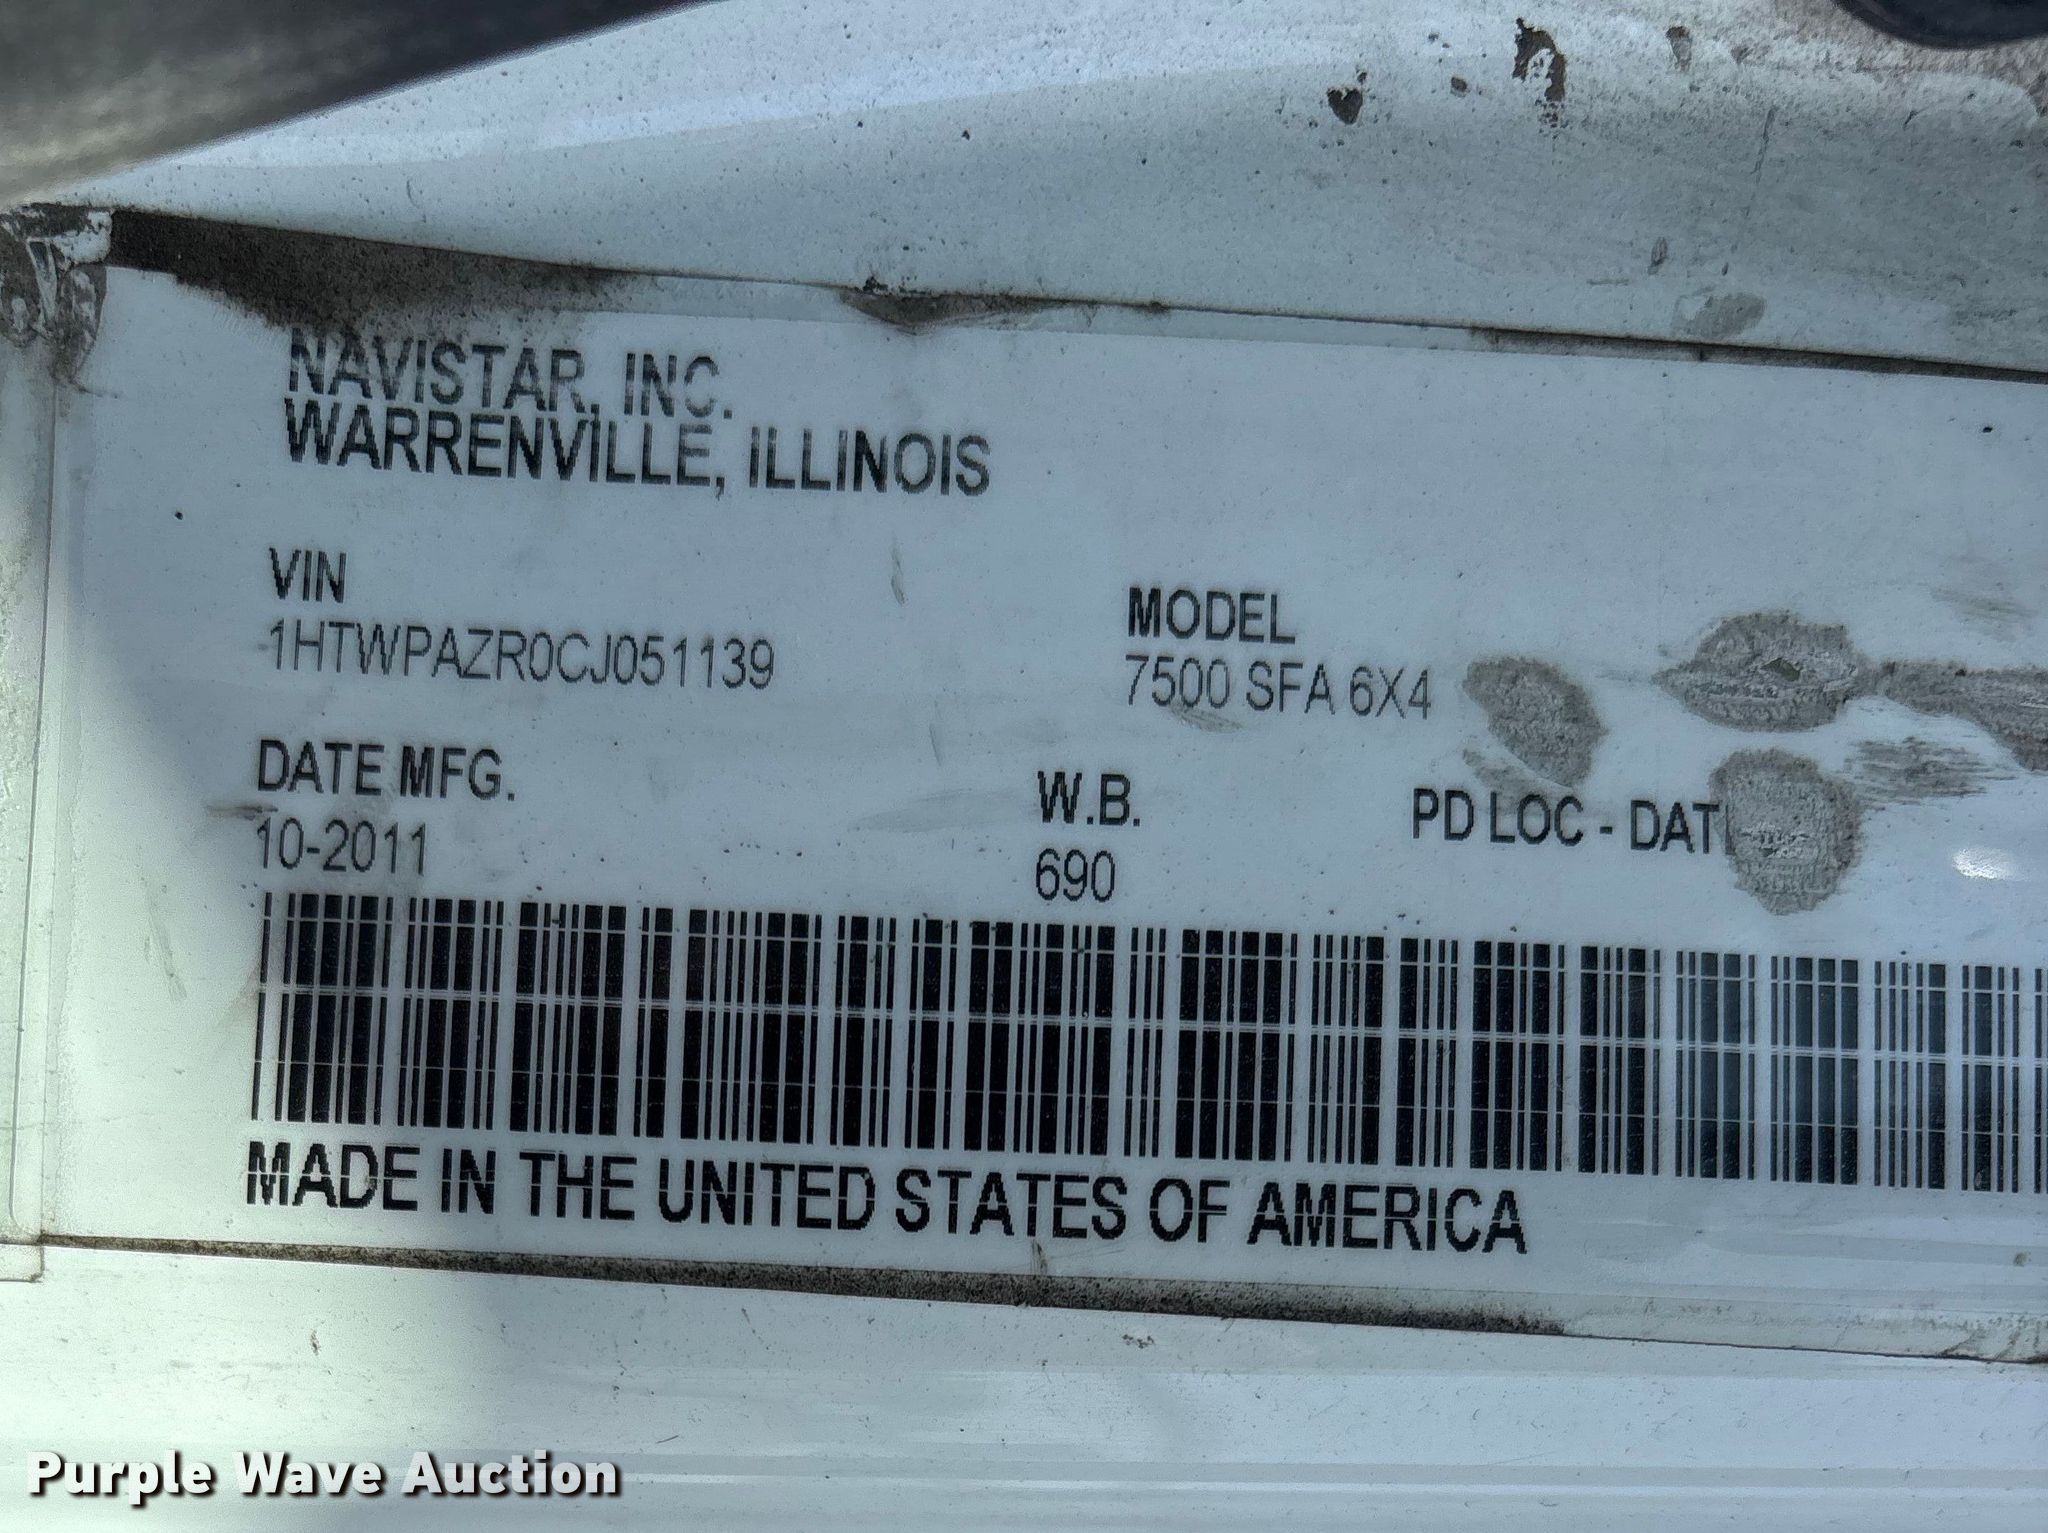 NAVISTAR, INC.
WARRENVILLE, ILLINOIS
VIN
1HTWPAZR0CJ051139
MODEL
7500 SFA 6X4
DATE MFG.
10-2011
W.B.
690
PD LOC - DATE
MADE IN THE UNITED STATES OF AMERICA
Purple Wave Auction